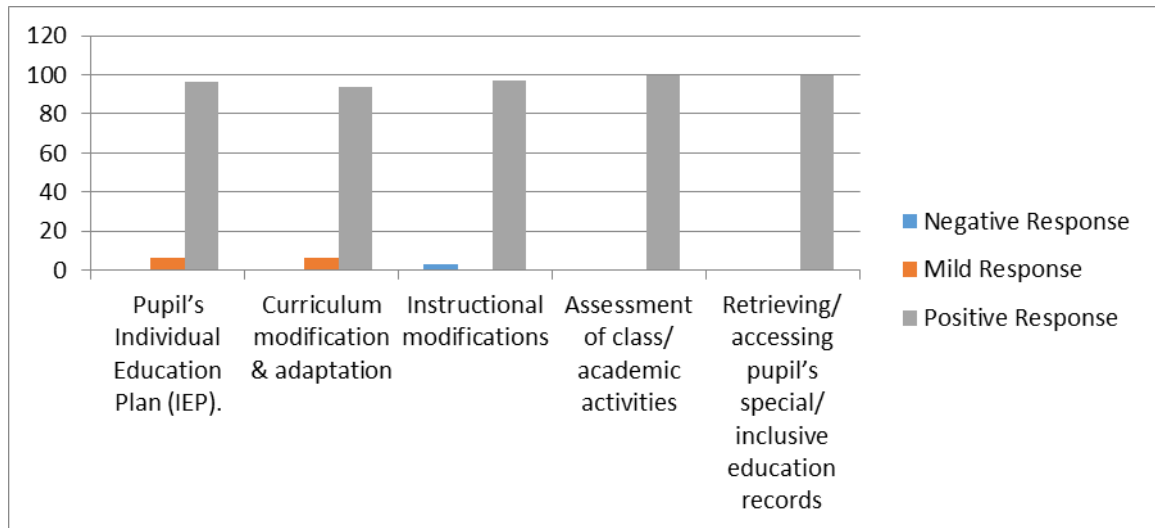 120
100
80
60
40
20
0
Pupil's
Individual
Education
Plan (IEP).
Curriculum
modification
& adaptation
Instructional
modifications
Assessment
of class/
academic
activities
Retrieving/
accessing
pupil's
special/
inclusive
education
records
Negative Response
Mild Response
Positive Response